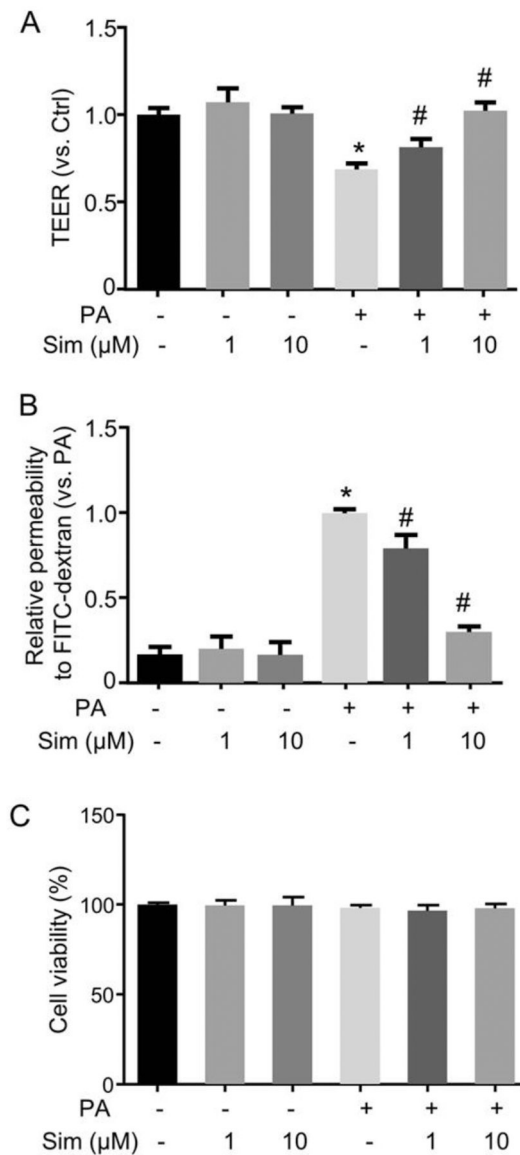 A
TEER (vs. Ctrl)
1.5
1.0
0.5
0
* # #
PA - - - + + +
Sim (µM) - 1 10 - 1 10
B
Relative permeability
to FITC-dextran (vs. PA)
1.5
1.0
0.5
0
* # #
PA - - - + + +
Sim (µM) - 1 10 - 1 10
C
Cell viability (%)
150
100
50
0
PA - - - + + +
Sim (µM) - 1 10 - 1 10